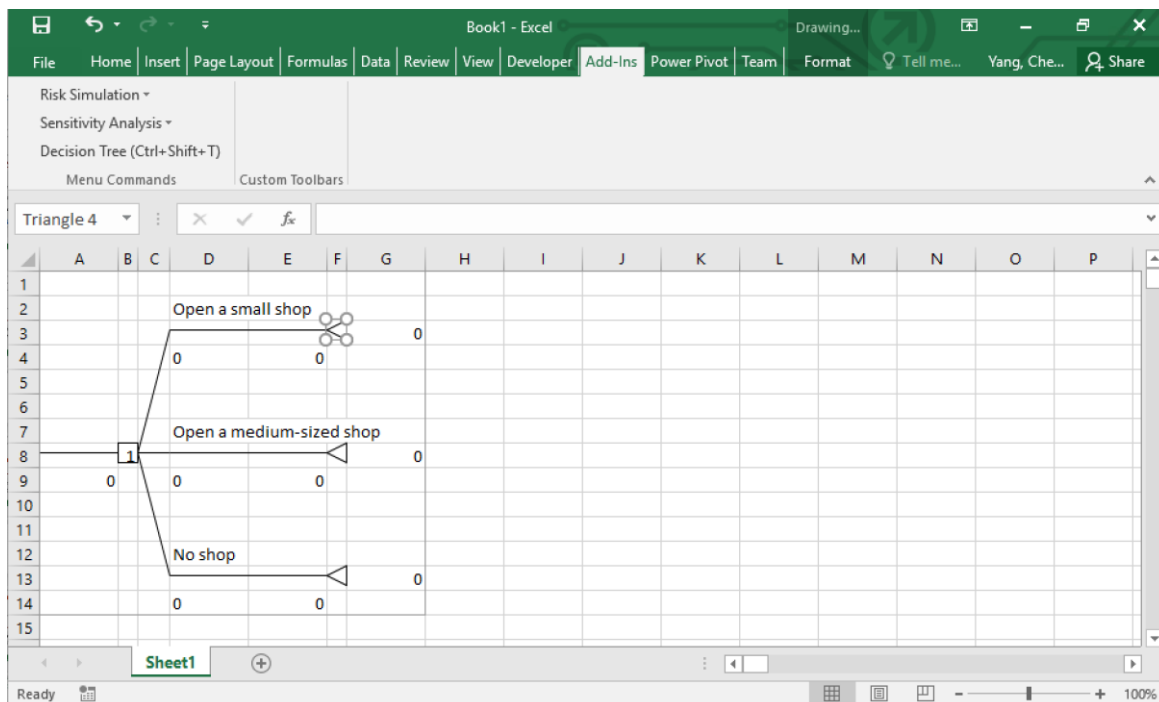 Book1 - Excel Drawing...
File Home Insert Page Layout Formulas Data Review View Developer Add-Ins Power Pivot Team Format Tell me... Yang, Che... Share
Risk Simulation
Sensitivity Analysis
Decision Tree (Ctrl+Shift+T)
Menu Commands Custom Toolbars
Triangle 4 fx
A B C D E F G H I J K L M N O P
1
2 Open a small shop
3 0
4 0 0
5
6
7 Open a medium-sized shop
8 1 0
9 0 0 0
10
11
12 No shop
13 0
14 0 0
15
Sheet1
Ready 100%